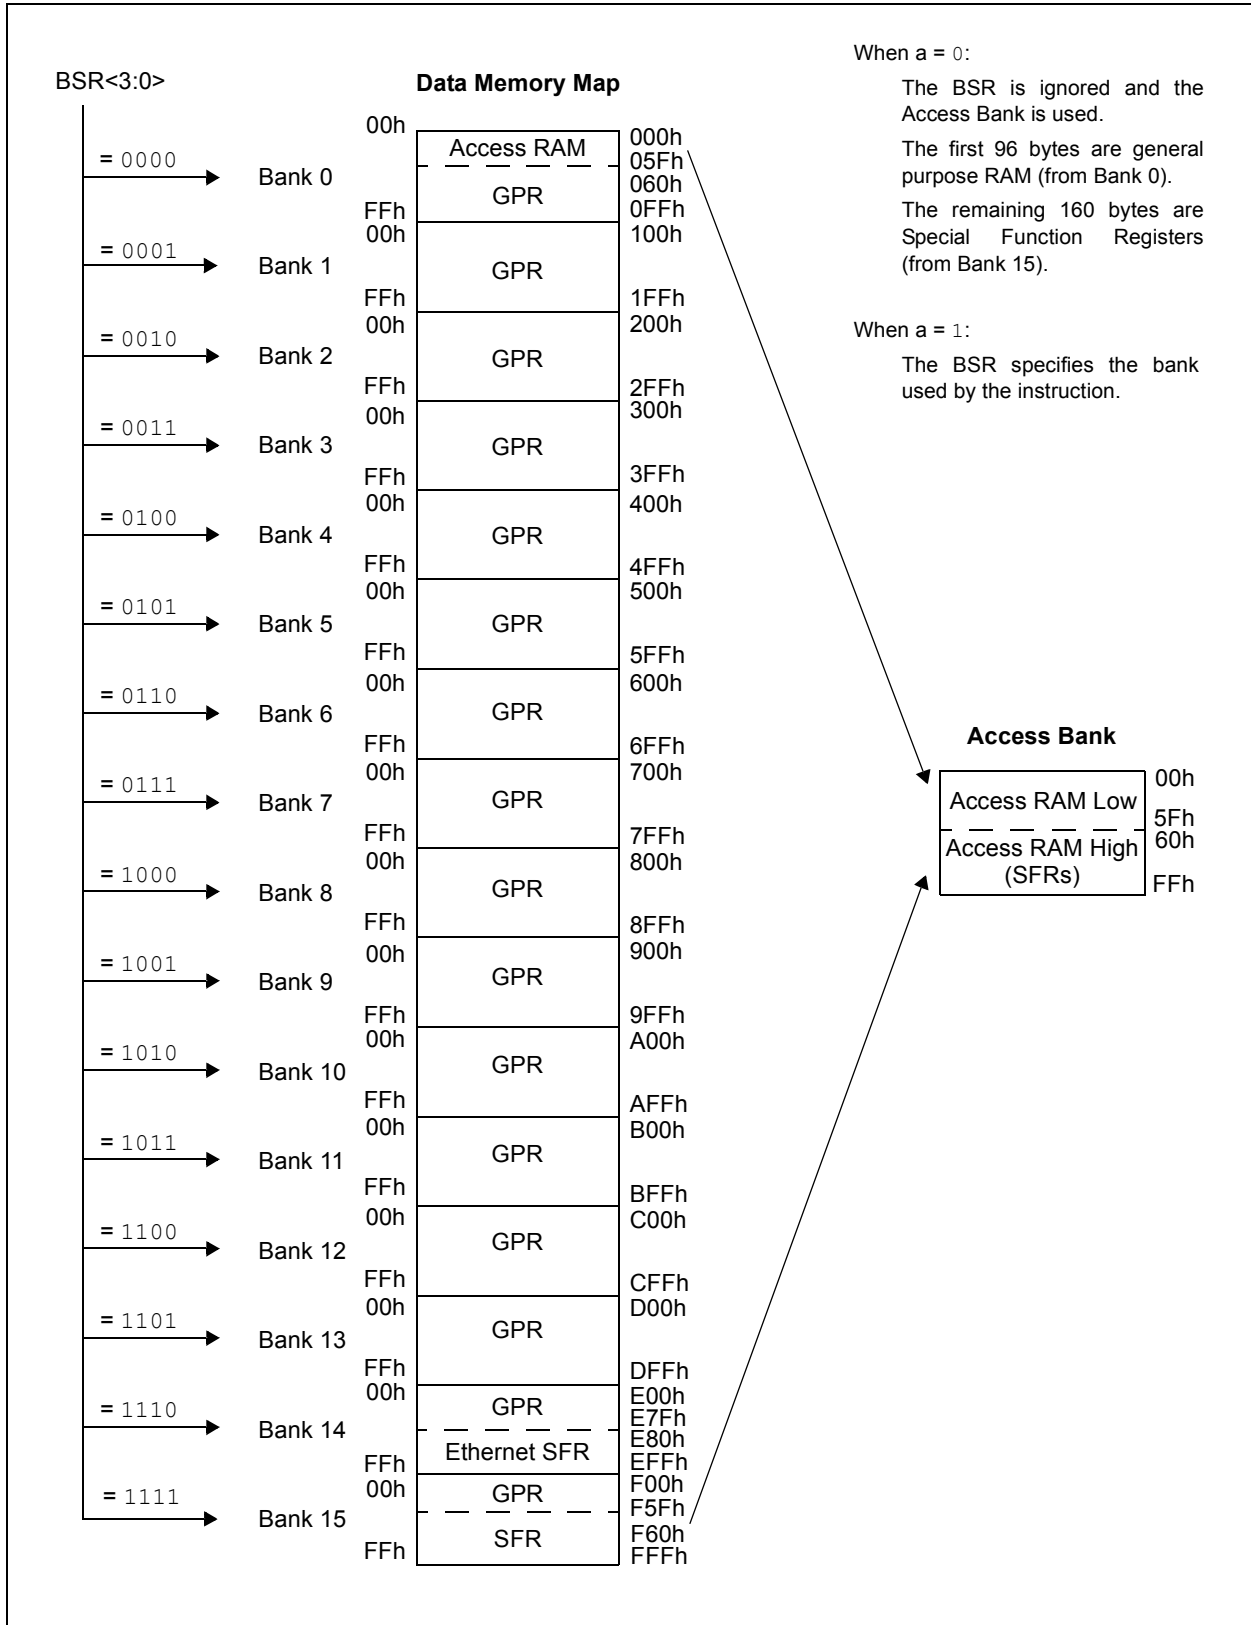 BSR<3:0>
Data Memory Map
When a = 0:
The BSR is ignored and the
Access Bank is used.
The first 96 bytes are general
purpose RAM (from Bank 0).
The remaining 160 bytes are
Special Function Registers
(from Bank 15).
When a = 1:
The BSR specifies the bank
used by the instruction.
= 0000
Bank 0
00h
FFh
Access RAM
GPR
000h
05Fh
060h
0FFh
= 0001
Bank 1
00h
FFh
GPR
100h
1FFh
= 0010
Bank 2
00h
FFh
GPR
200h
2FFh
= 0011
Bank 3
00h
FFh
GPR
300h
3FFh
= 0100
Bank 4
00h
FFh
GPR
400h
4FFh
= 0101
Bank 5
00h
FFh
GPR
500h
5FFh
= 0110
Bank 6
00h
FFh
GPR
600h
6FFh
= 0111
Bank 7
00h
FFh
GPR
700h
7FFh
= 1000
Bank 8
00h
FFh
GPR
800h
8FFh
= 1001
Bank 9
00h
FFh
GPR
900h
9FFh
= 1010
Bank 10
00h
FFh
GPR
A00h
AFFh
= 1011
Bank 11
00h
FFh
GPR
B00h
BFFh
= 1100
Bank 12
00h
FFh
GPR
C00h
CFFh
= 1101
Bank 13
00h
FFh
GPR
D00h
DFFh
= 1110
Bank 14
00h
FFh
GPR
Ethernet SFR
E00h
E7Fh
E80h
EFFh
= 1111
Bank 15
00h
FFh
GPR
SFR
F00h
F5Fh
F60h
FFFh
Access Bank
Access RAM Low
Access RAM High
(SFRs)
00h
5Fh
60h
FFh